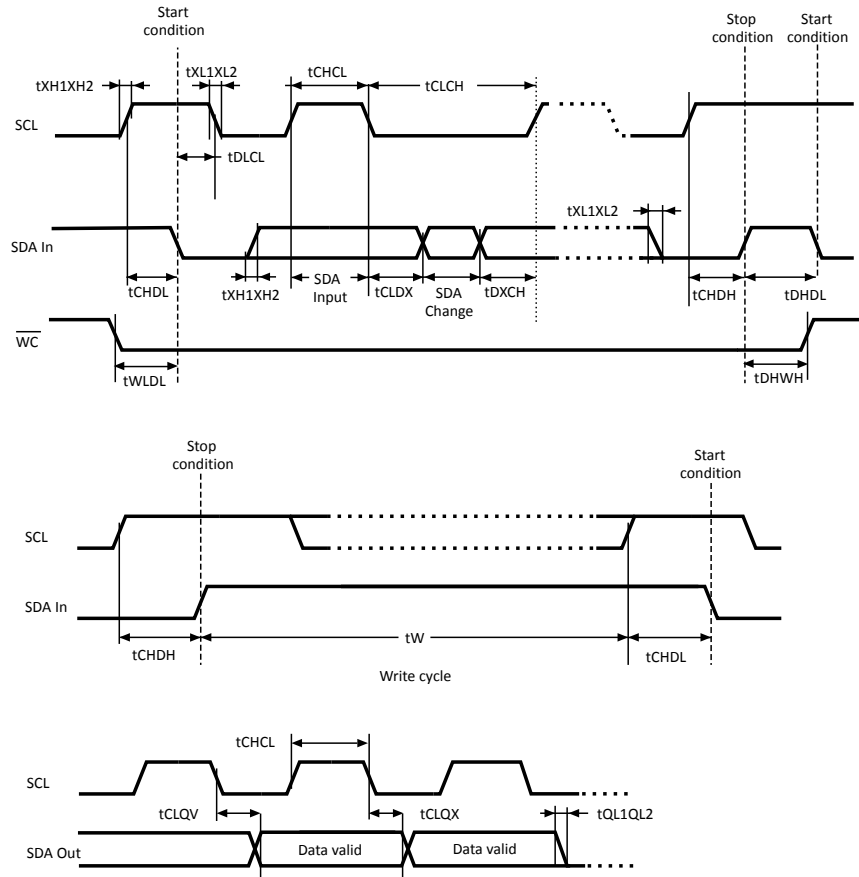 Start
condition
Stop
condition
Start
condition
tXH1XH2
tXL1XL2
tCHCL
tCLCH
SCL
tDLCL
tXL1XL2
SDA In
tCHDL
tXH1XH2
SDA
Input
tCLDX
SDA
Change
tDXCH
tCHDH
tDHDL
WC
tWLDL
tDHWH
Stop
condition
Start
condition
SCL
SDA In
tCHDH
tW
tCHDL
Write cycle
tCHCL
SCL
tCLQV
tCLQX
tQL1QL2
SDA Out
Data valid
Data valid